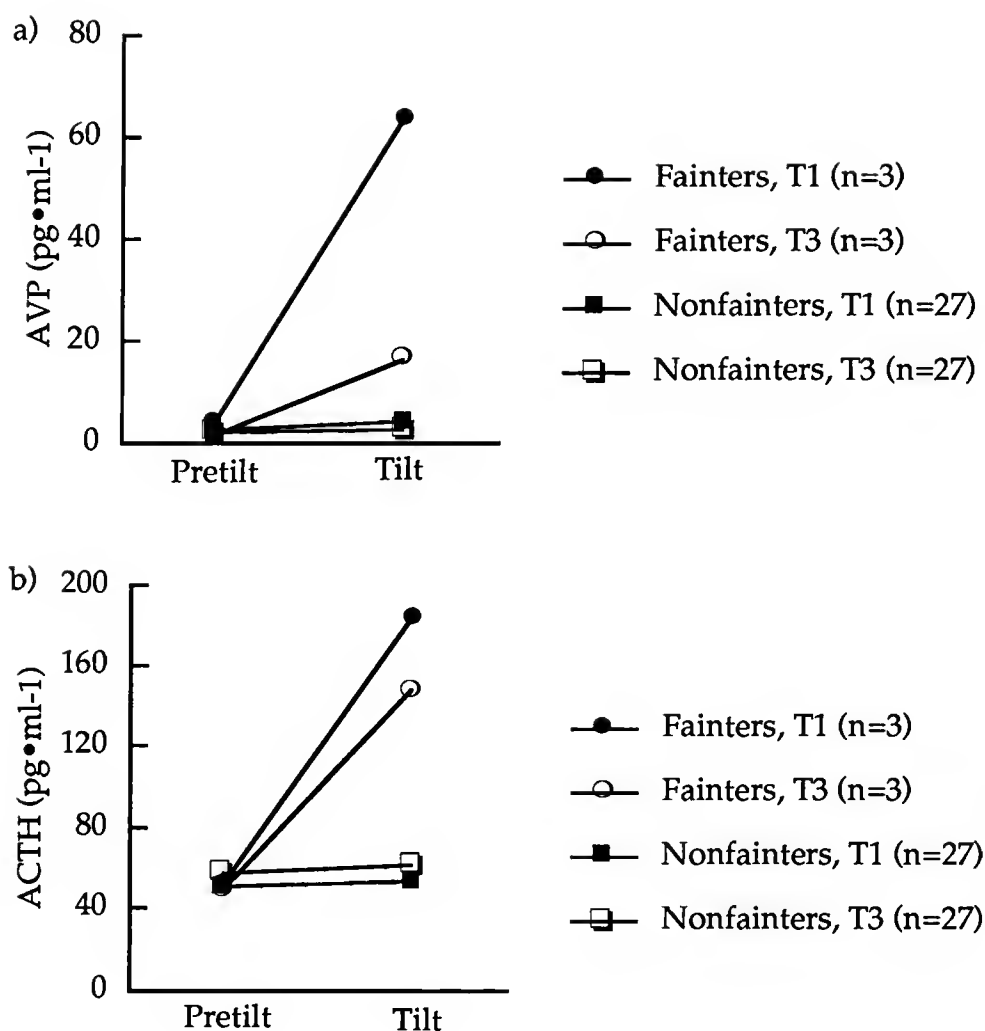 a)
80
60
40
20
0
AVP (pg•ml-1)
Pretilt
Tilt
Fainters, T1 (n=3)
Fainters, T3 (n=3)
Nonfainters, T1 (n=27)
Nonfainters, T3 (n=27)
b)
200
160
120
80
40
0
ACTH (pg•ml-1)
Pretilt
Tilt
Fainters, T1 (n=3)
Fainters, T3 (n=3)
Nonfainters, T1 (n=27)
Nonfainters, T3 (n=27)